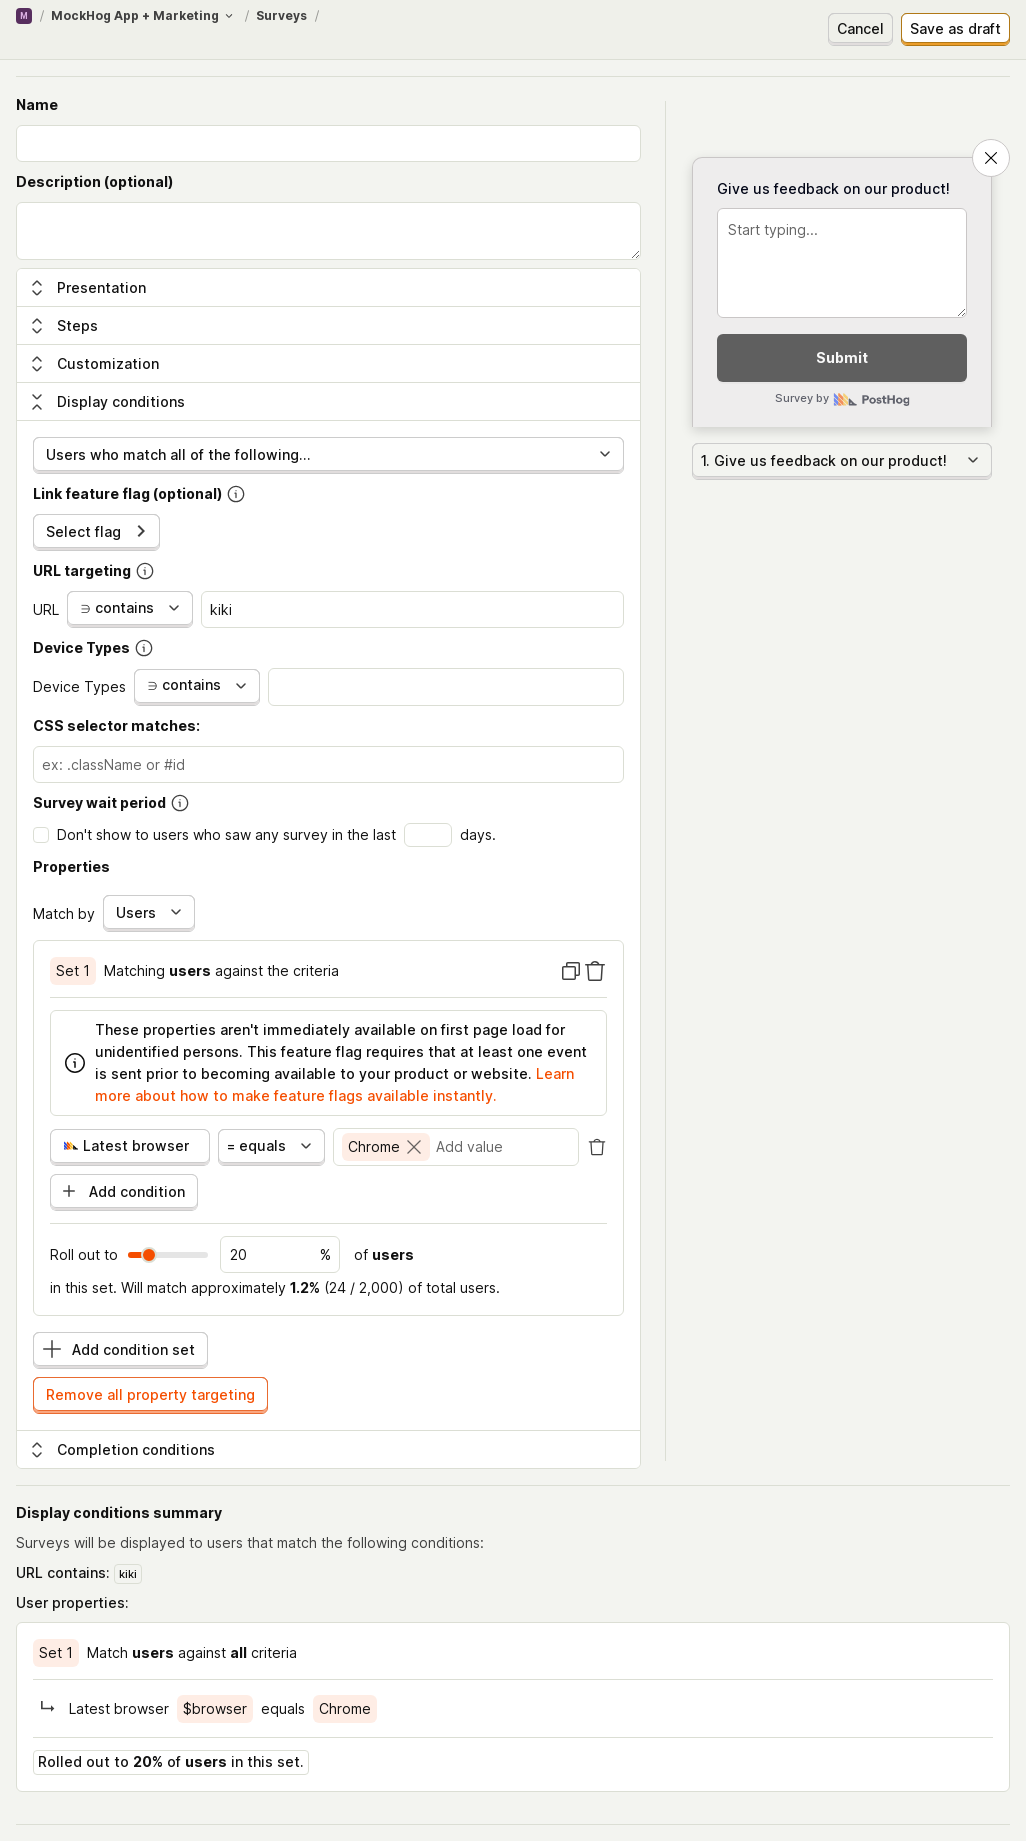 M / MockHog App + Marketing / Surveys /
Cancel
Save as draft
Name
Description (optional)
Presentation
Steps
Customization
Display conditions
Users who match all of the following...
Link feature flag (optional)
Select flag
URL targeting
URL ∋ contains kiki
Device Types
Device Types ∋ contains
CSS selector matches:
ex: .className or #id
Survey wait period
Don't show to users who saw any survey in the last days.
Properties
Match by Users
Set 1 Matching users against the criteria
These properties aren't immediately available on first page load for
unidentified persons. This feature flag requires that at least one event
is sent prior to becoming available to your product or website. Learn
more about how to make feature flags available instantly.
Latest browser = equals Chrome Add value
Add condition
Roll out to 20 % of users
in this set. Will match approximately 1.2% (24 / 2,000) of total users.
Add condition set
Remove all property targeting
Completion conditions
Give us feedback on our product!
Start typing...
Submit
Survey by PostHog
1. Give us feedback on our product!
Display conditions summary
Surveys will be displayed to users that match the following conditions:
URL contains: kiki
User properties:
Set 1 Match users against all criteria
Latest browser $browser equals Chrome
Rolled out to 20% of users in this set.